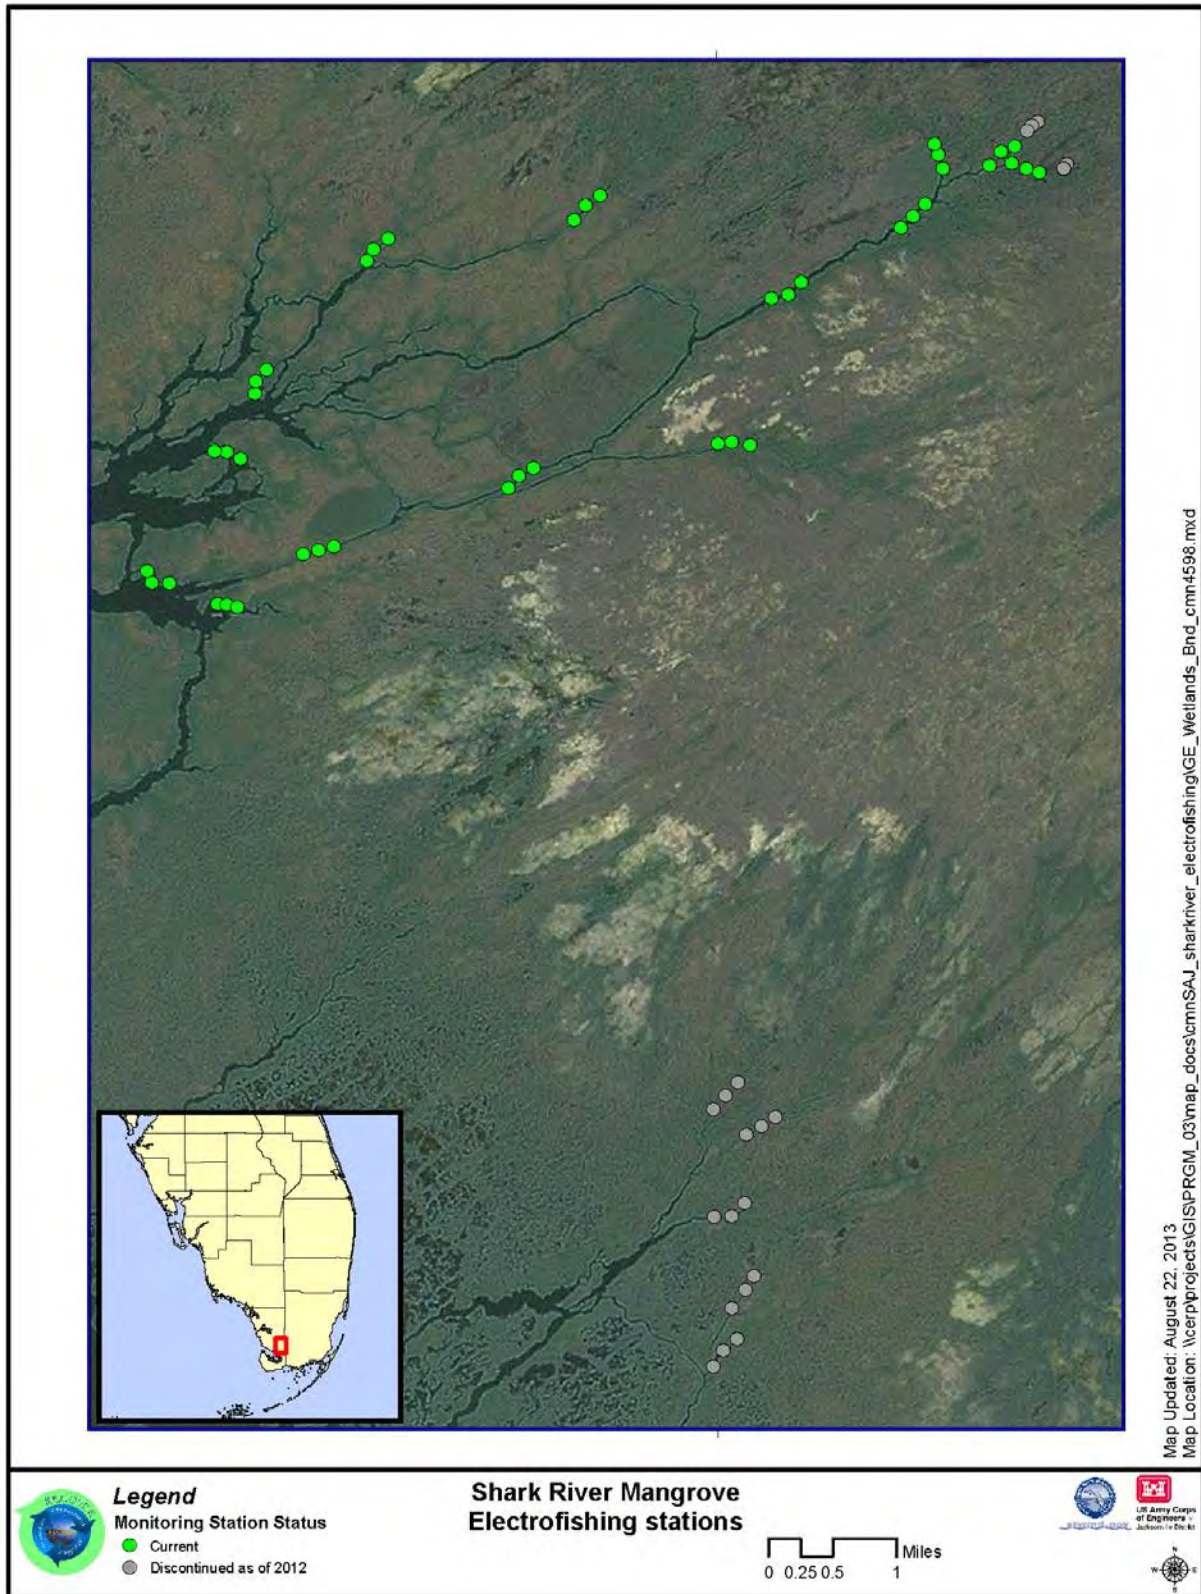 Map Updated: August 22, 2013
Map Location: \\cerp\projects\GIS\PRGM_03\map_docs\cmn\SAJ_sharkriver_electrofishing\GE_Wetlands_Bnd_cmn4598.mxd
Legend
Monitoring Station Status
Current
Discontinued as of 2012
Shark River Mangrove
Electrofishing stations
Miles
0 0.25 0.5 1
US Army Corps
of Engineers
Jacksonville District
N
W
E
S